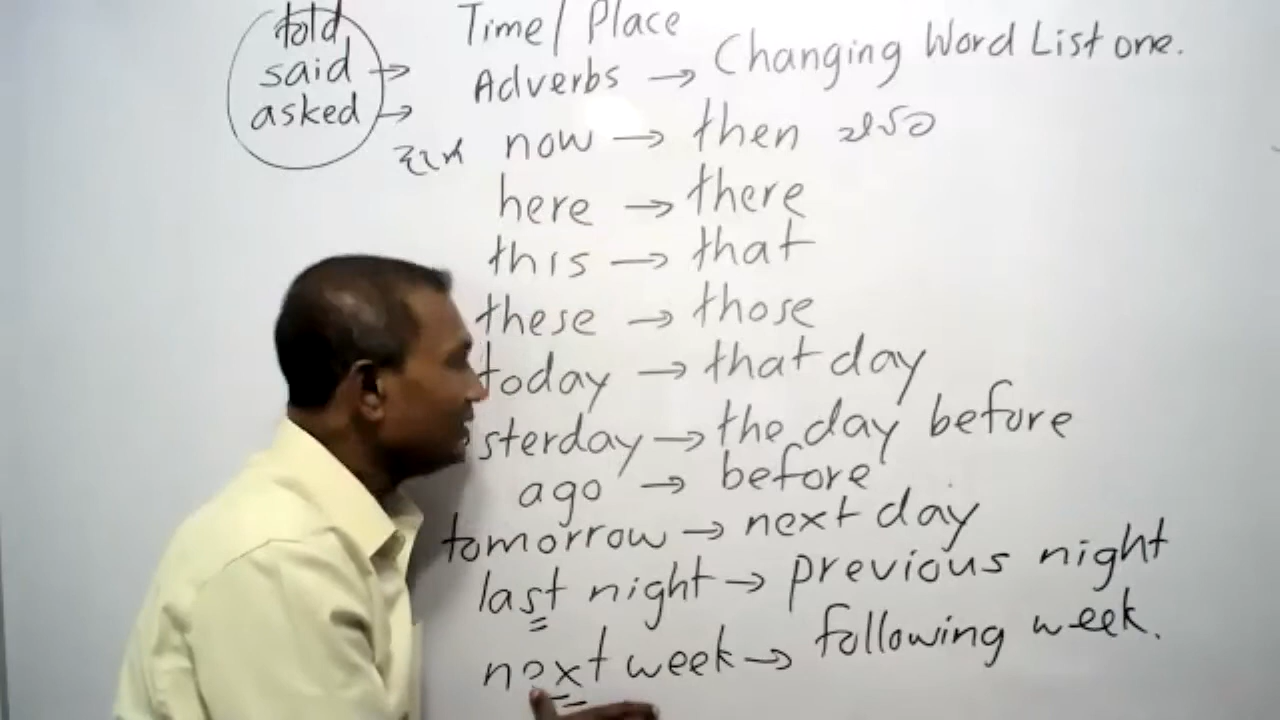 told
said →
asked →
Time/Place
Adverbs → Changing Word List one.
now → then
here → there
this → that
these → those
today → that day
sterday → the day before
ago → before
tomorrow → next day
last night → previous night
next week → following week.